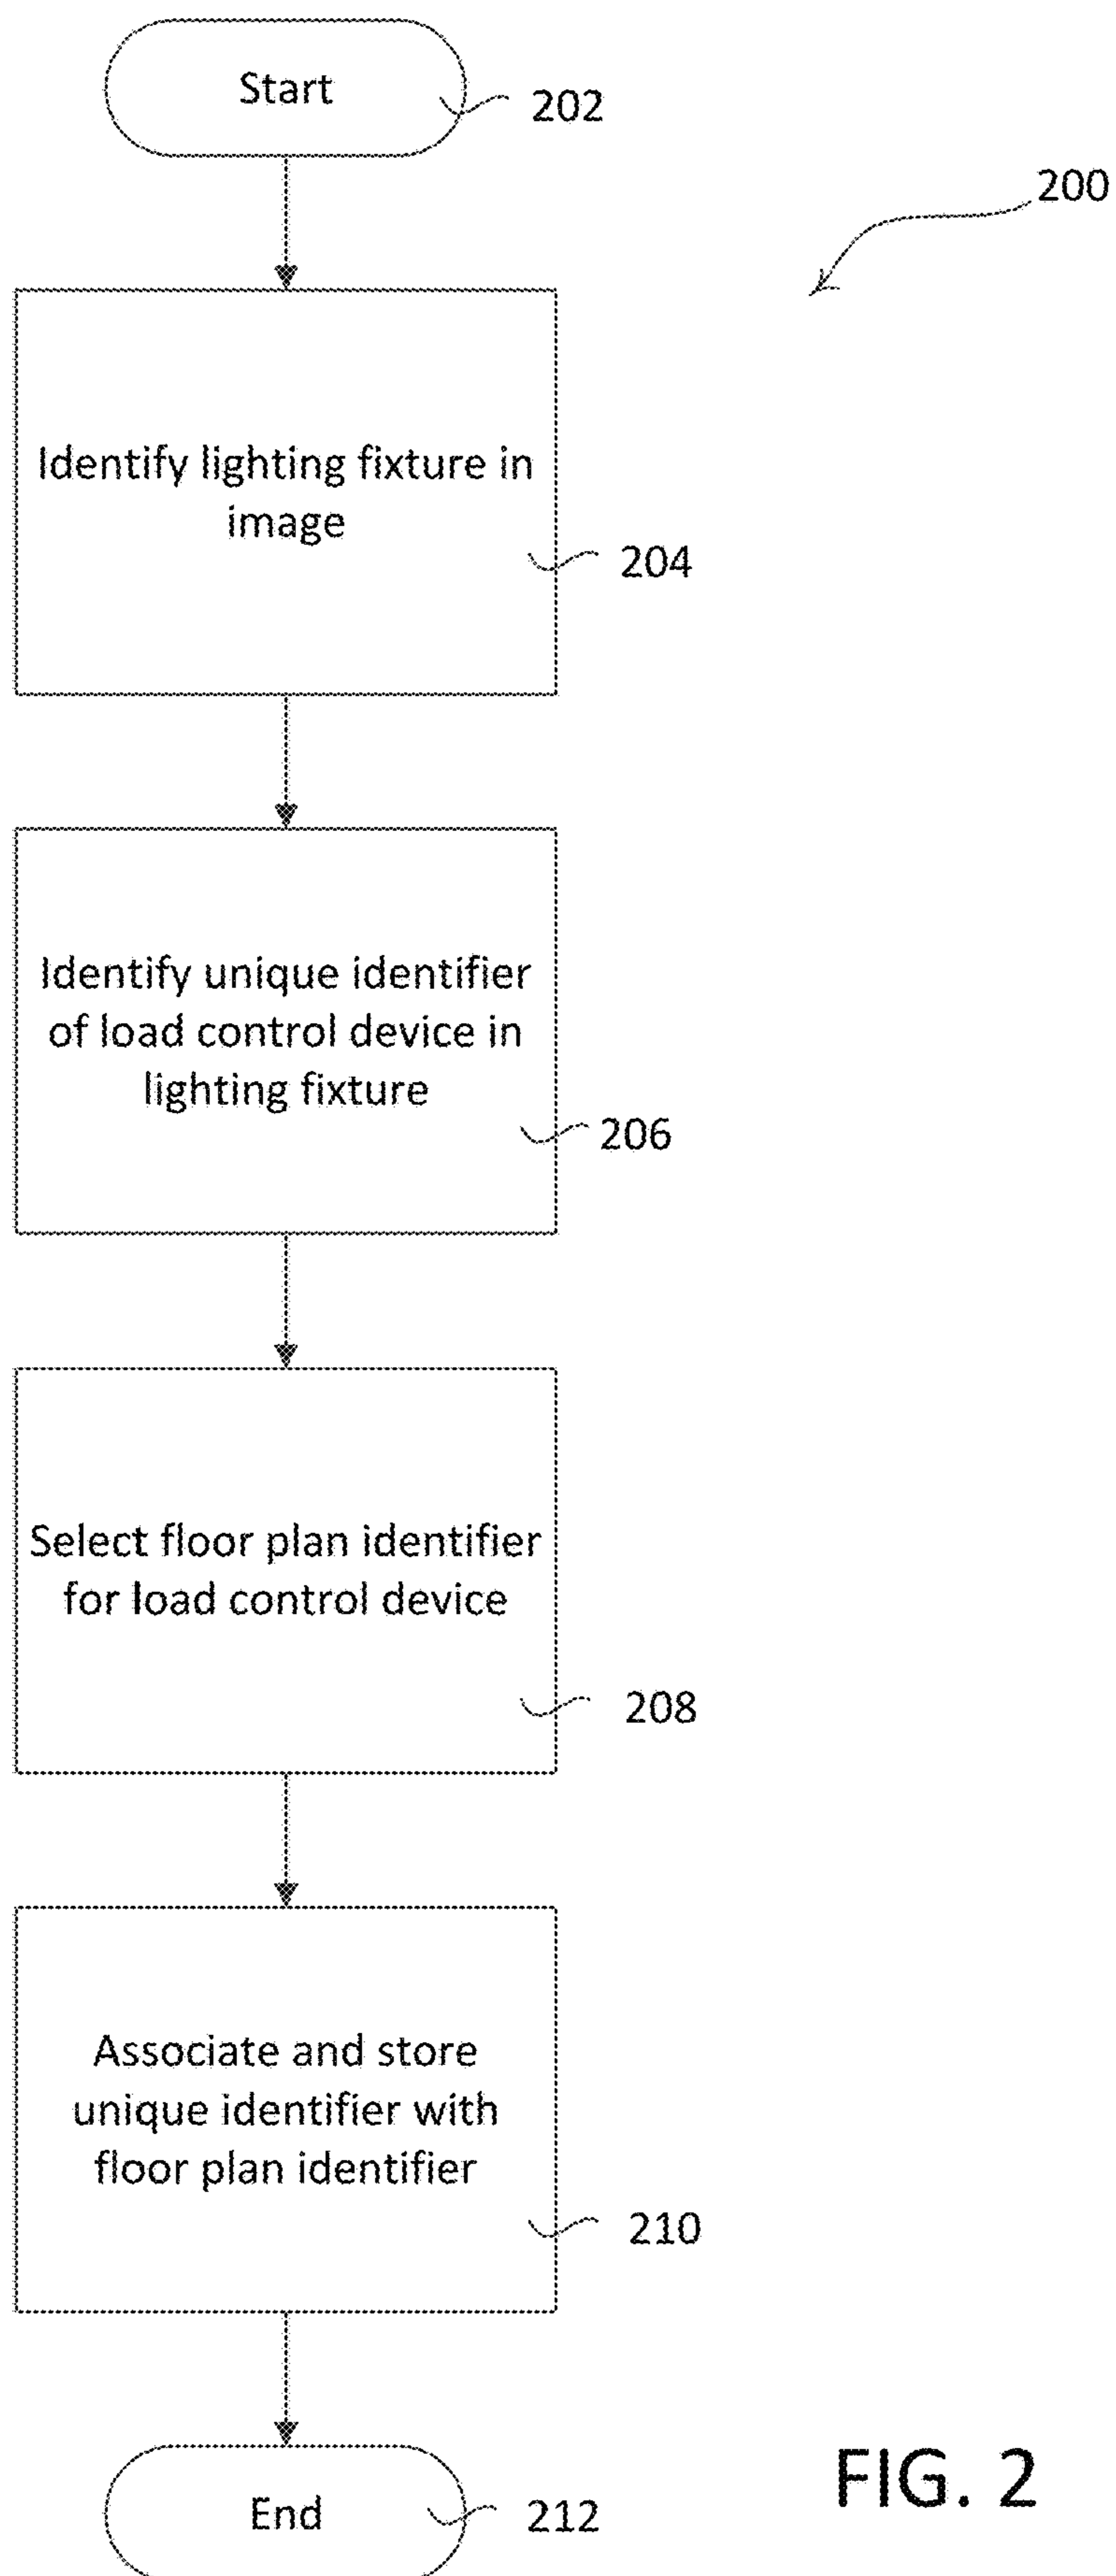 Start
202
200
Identify lighting fixture in
image
204
Identify unique identifier
of load control device in
lighting fixture
206
Select floor plan identifier
for load control device
208
Associate and store
unique identifier with
floor plan identifier
210
End
212
FIG. 2